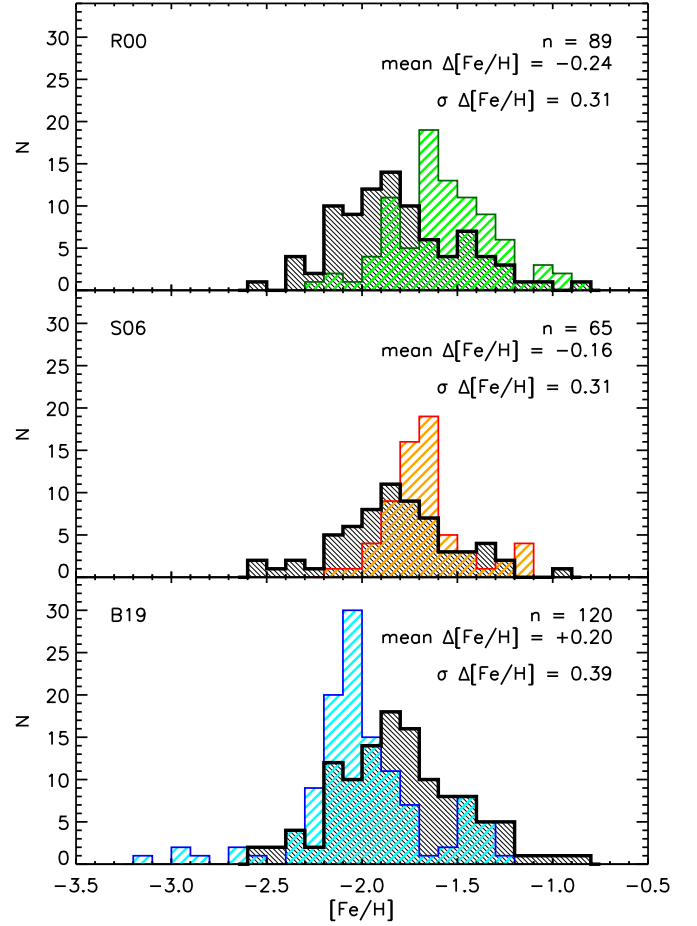 R00
n = 89
mean Δ[Fe/H] = −0.24
σ Δ[Fe/H] = 0.31
30
25
20
15
10
5
0
N
S06
n = 65
mean Δ[Fe/H] = −0.16
σ Δ[Fe/H] = 0.31
30
25
20
15
10
5
0
N
B19
n = 120
mean Δ[Fe/H] = +0.20
σ Δ[Fe/H] = 0.39
30
25
20
15
10
5
0
N
−3.5 −3.0 −2.5 −2.0 −1.5 −1.0 −0.5
[Fe/H]